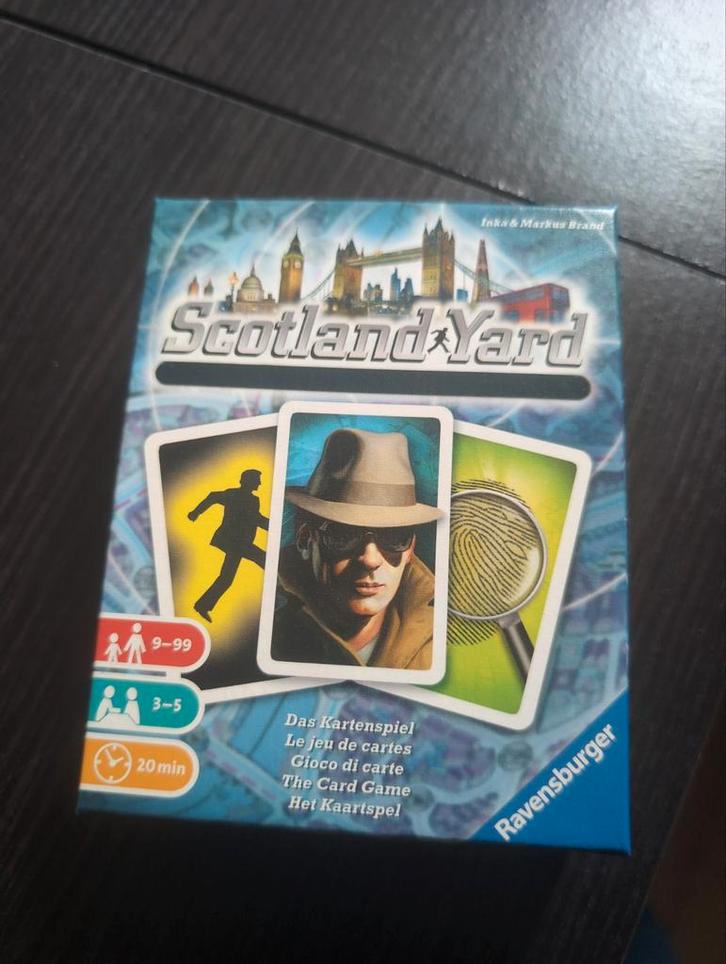 Inka & Markus Brand
Scotland Yard
9–99
3–5
20 min
Das Kartenspiel
Le jeu de cartes
Gioco di carte
The Card Game
Het Kaartspel
Ravensburger